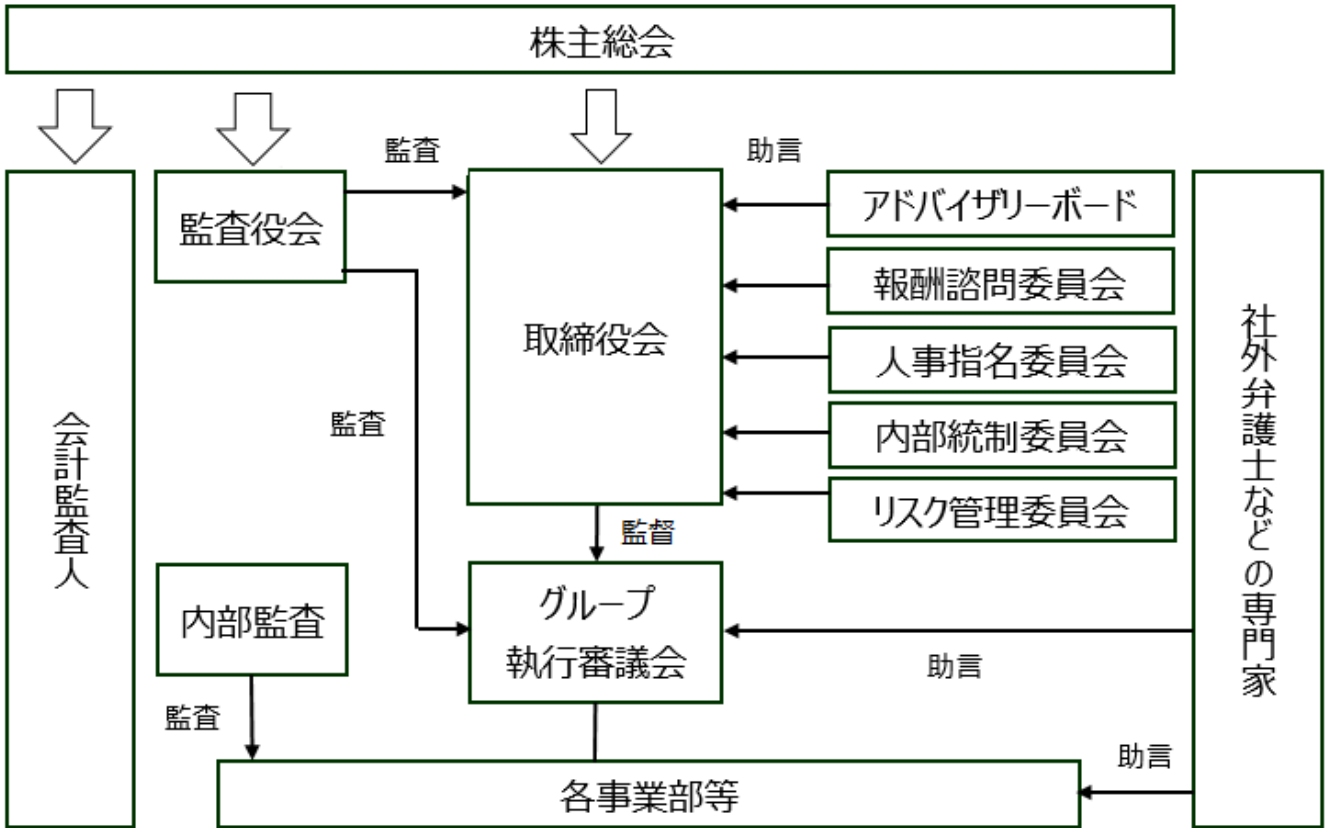 株主総会
監査
助言
監査役会
取締役会
アドバイザリーボード
報酬諮問委員会
人事指名委員会
内部統制委員会
リスク管理委員会
会計監査人
社外弁護士などの専門家
監査
監督
内部監査
グループ
執行審議会
助言
監査
助言
各事業部等